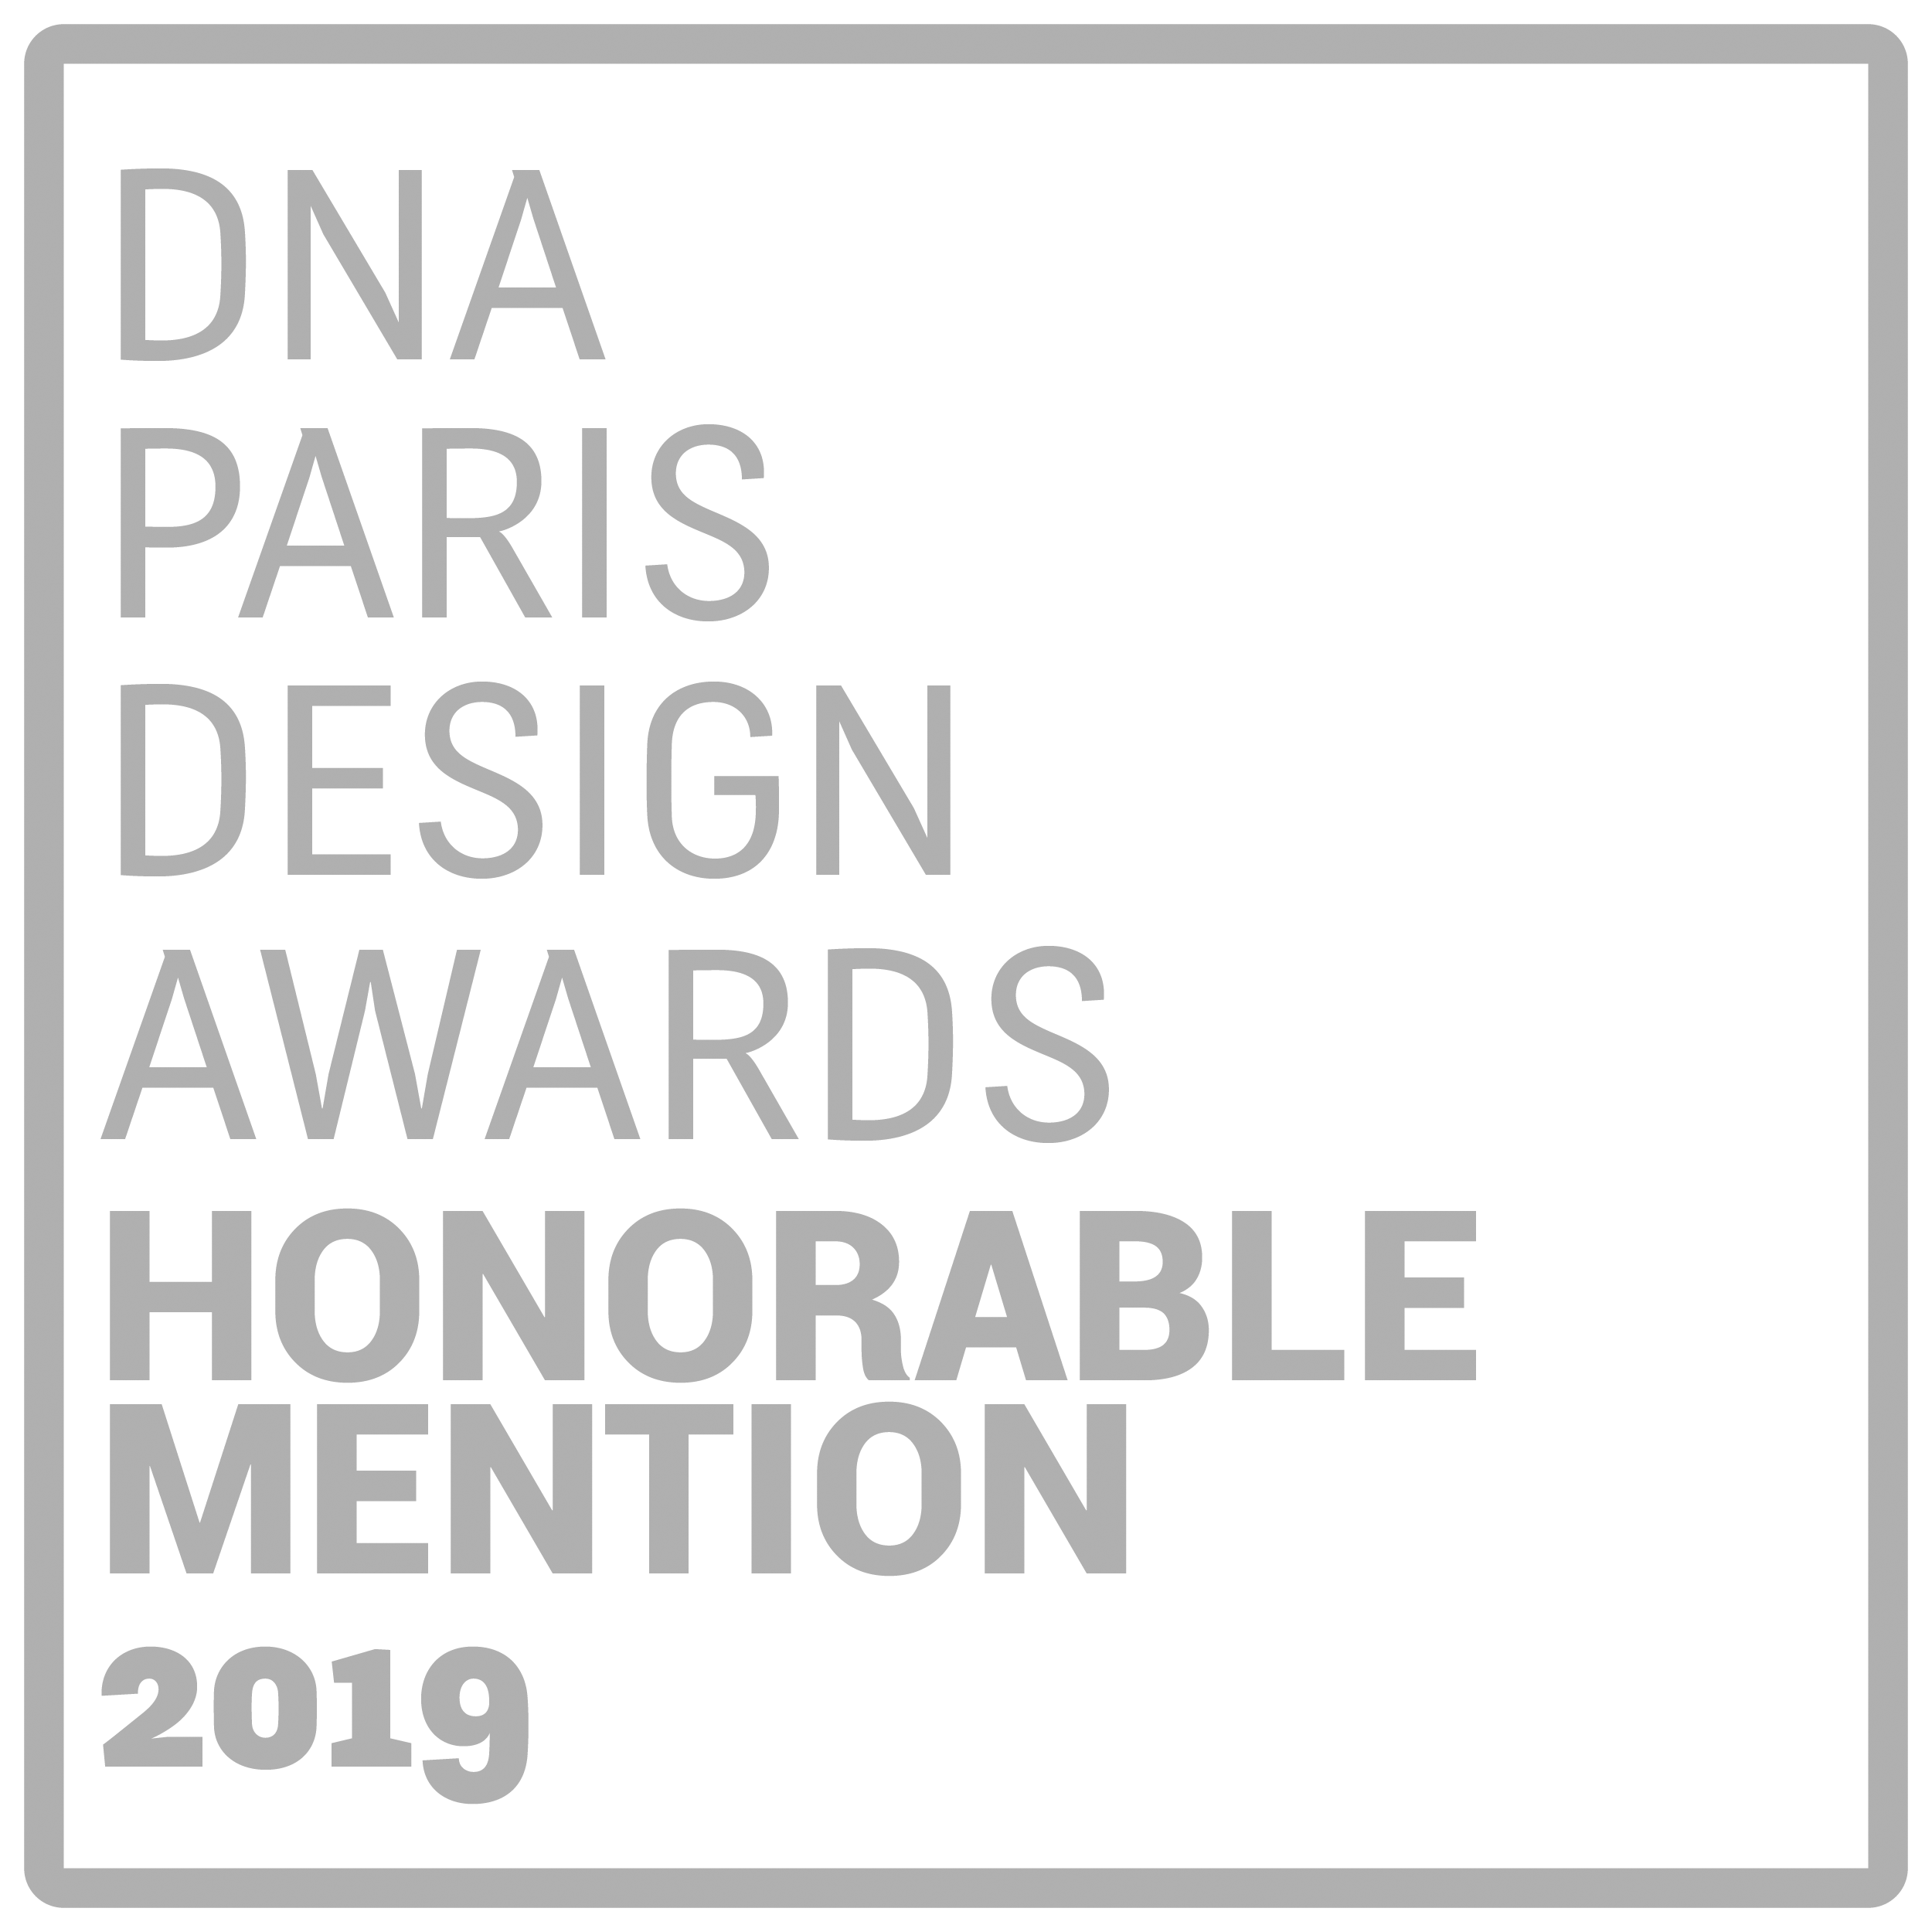 DNA
PARIS
DESIGN
AWARDS
HONORABLE
MENTION
2019